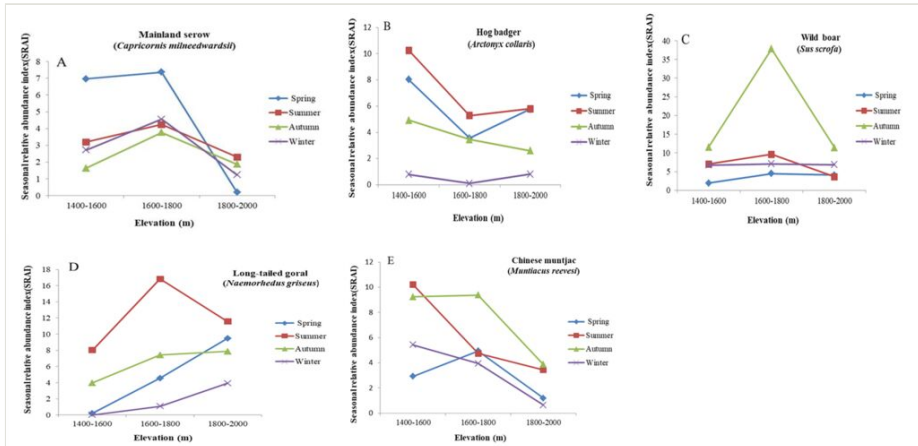 A
Mainland serow
(Capricornis milneedwardsii)
Seasonal relative abundance index(SRAI)
8
7
6
5
4
3
2
1
0
1400-1600 1600-1800 1800-2000
Elevation (m)
Spring
Summer
Autumn
Winter
B
Hog badger
(Arctonyx collaris)
Seasonal relative abundance index(SRAI)
12
10
8
6
4
2
0
1400-1600 1600-1800 1800-2000
Elevation (m)
Spring
Summer
Autumn
Winter
C
Wild boar
(Sus scrofa)
Seasonal relative abundance index(SRAI)
40
35
30
25
20
15
10
5
0
1400-1600 1600-1800 1800-2000
Elevation (m)
Spring
Summer
Autumn
Winter
D
Long-tailed goral
(Naemorhedus griseus)
Seasonal relative abundance index(SRAI)
18
16
14
12
10
8
6
4
2
0
1400-1600 1600-1800 1800-2000
Elevation (m)
Spring
Summer
Autumn
Winter
E
Chinese muntjac
(Muntiacus reevesi)
Seasonal relative abundance index(SRAI)
12
10
8
6
4
2
0
1400-1600 1600-1800 1800-2000
Elevation (m)
Spring
Summer
Autumn
Winter